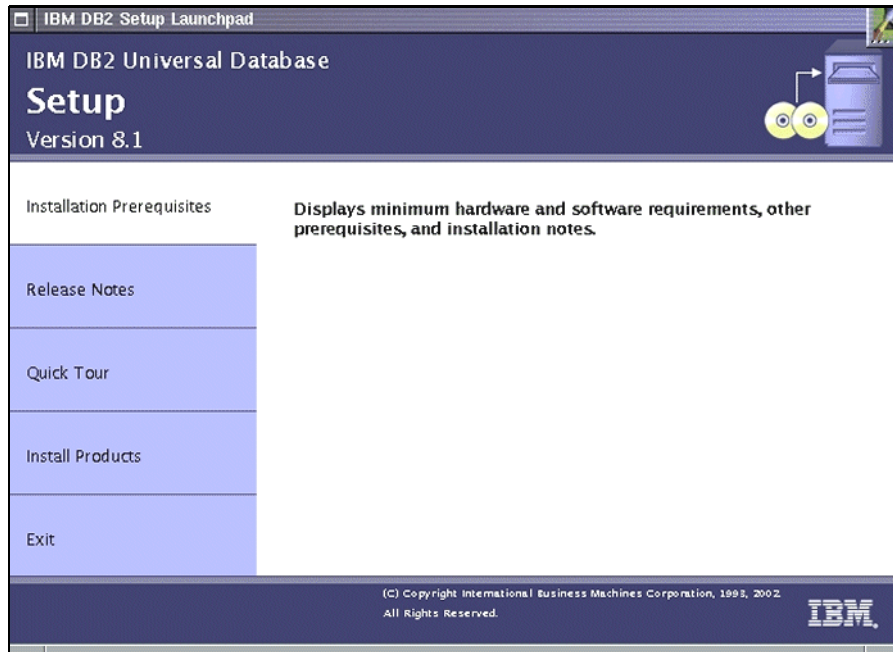 IBM DB2 Setup Launchpad
IBM DB2 Universal Database
Setup
Version 8.1
Installation Prerequisites
Displays minimum hardware and software requirements, other
prerequisites, and installation notes.
Release Notes
Quick Tour
Install Products
Exit
(C) Copyright International Business Machines Corporation, 1993, 2002
All Rights Reserved.
IBM.